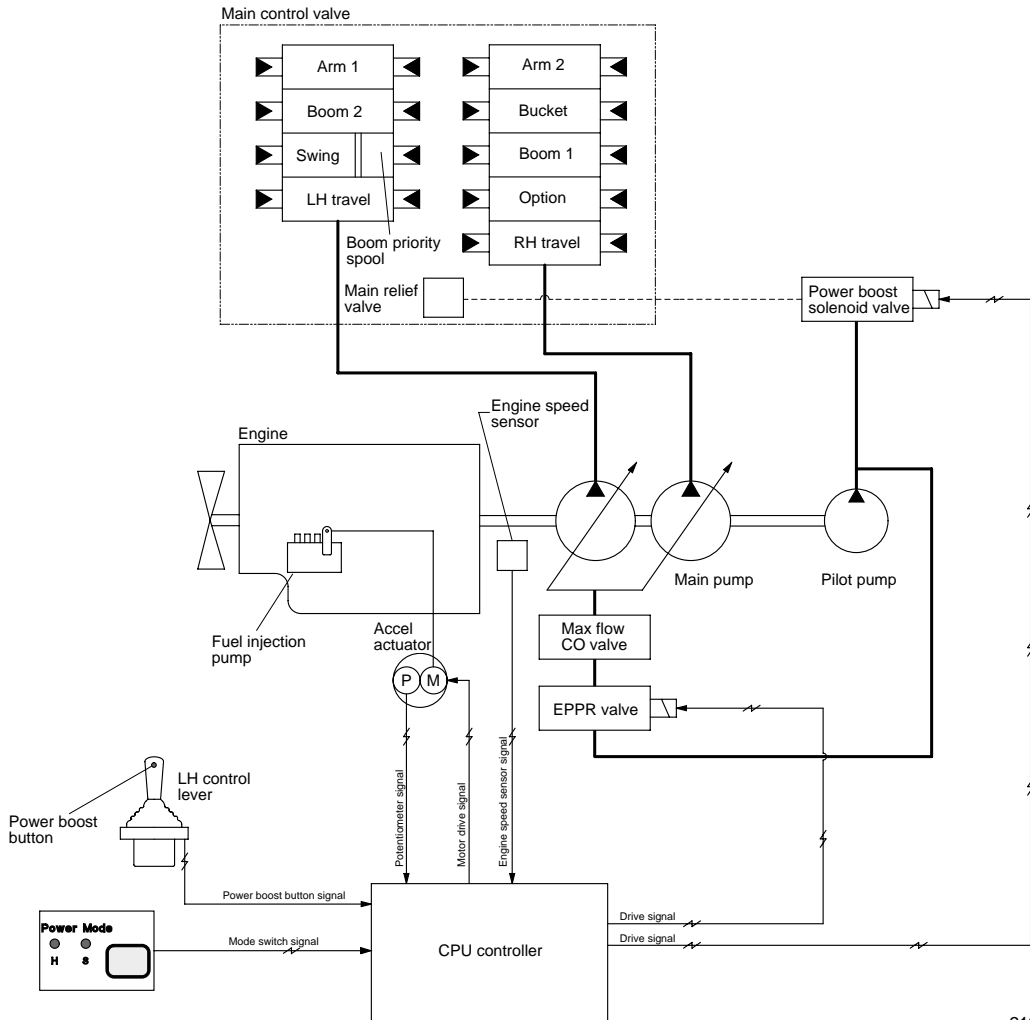 Main control valve
Arm 1
Arm 2
Boom 2
Bucket
Swing
Boom 1
LH travel
Option
Boom priority
spool
RH travel
Main relief
valve
Power boost
solenoid valve
Engine speed
sensor
Engine
Main pump
Pilot pump
Fuel injection
pump
Accel
actuator
Max flow
CO valve
P
M
EPPR valve
LH control
lever
Power boost
button
Potentiometer signal
Motor drive signal
Engine speed sensor signal
Power boost button signal
Drive signal
Power Mode
Mode switch signal
Drive signal
H
S
CPU controller